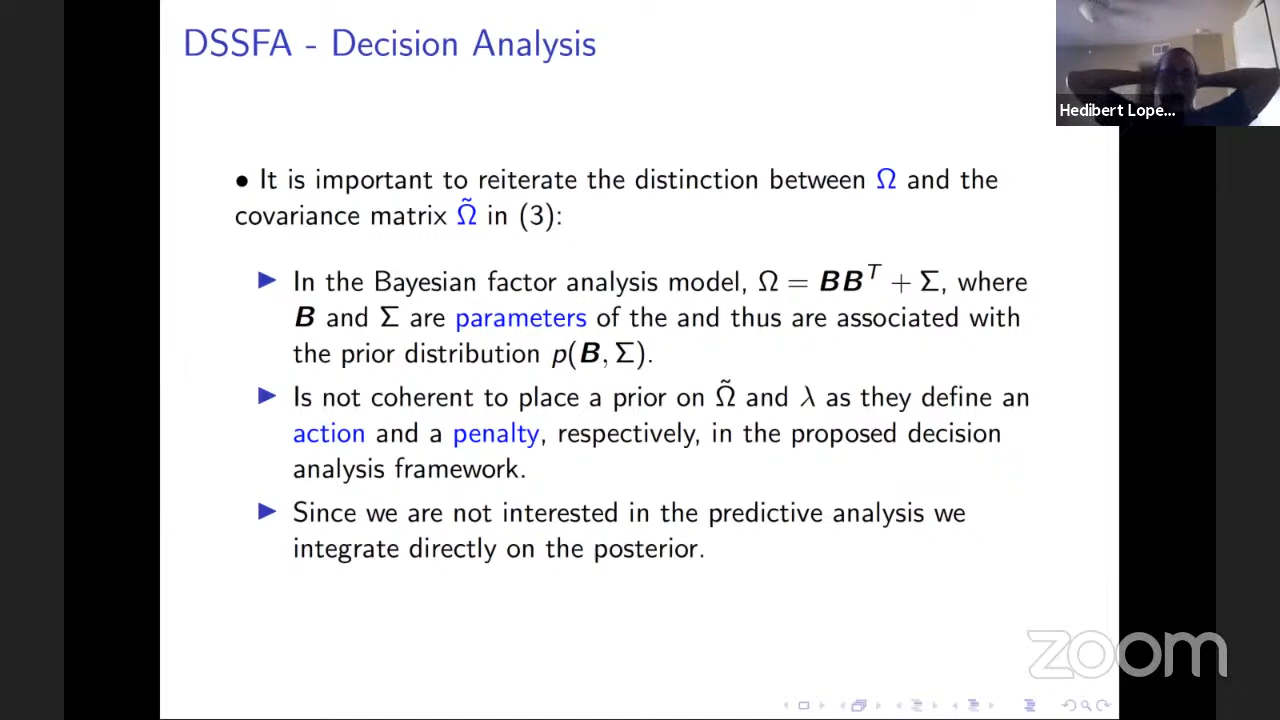 DSSFA - Decision Analysis
Hedibert Lope...
• It is important to reiterate the distinction between Ω and the
covariance matrix Ω̃ in (3):
▶ In the Bayesian factor analysis model, Ω = BBᵀ + Σ, where
B and Σ are parameters of the and thus are associated with
the prior distribution p(B, Σ).
▶ Is not coherent to place a prior on Ω̃ and λ as they define an
action and a penalty, respectively, in the proposed decision
analysis framework.
▶ Since we are not interested in the predictive analysis we
integrate directly on the posterior.
zoom